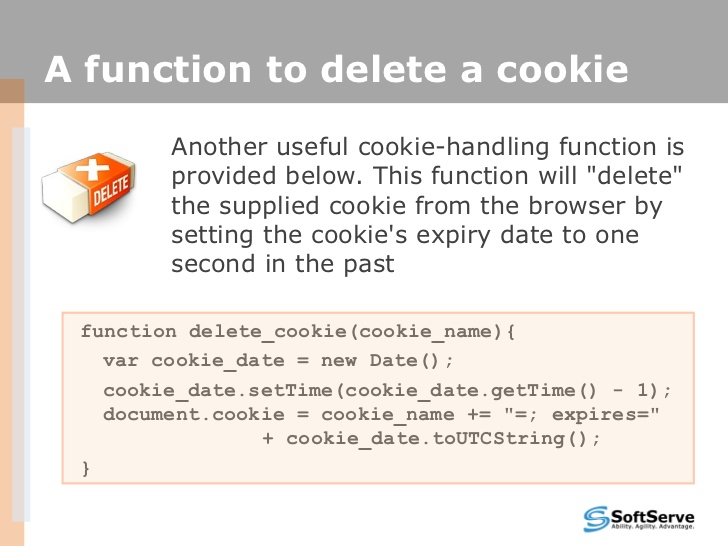 A function to delete a cookie
Another useful cookie-handling function is
provided below. This function will "delete"
the supplied cookie from the browser by
setting the cookie's expiry date to one
second in the past
DELETE
function delete_cookie(cookie_name){
var cookie_date = new Date();
cookie_date.setTime(cookie_date.getTime() - 1);
document.cookie = cookie_name += "=; expires="
+ cookie_date.toUTCString();
}
SoftServe
Ability. Agility. Advantage.